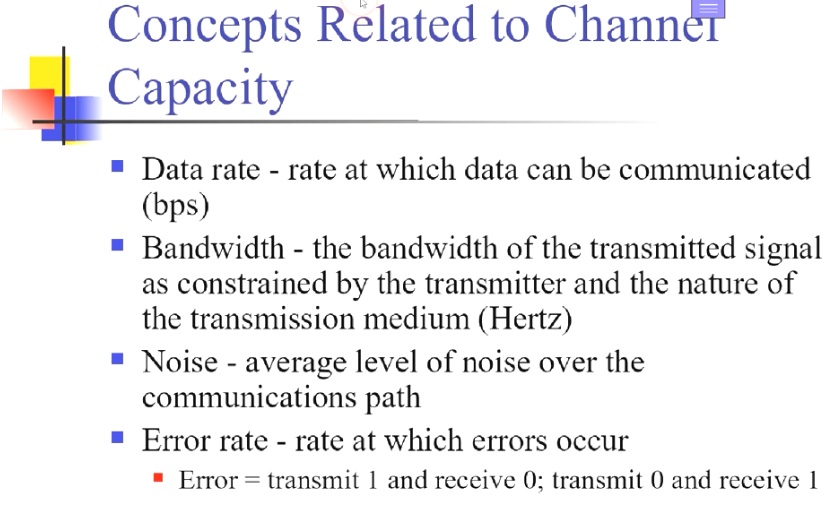 Concepts Related to Channel
Capacity
Data rate - rate at which data can be communicated
(bps)
Bandwidth - the bandwidth of the transmitted signal
as constrained by the transmitter and the nature of
the transmission medium (Hertz)
Noise - average level of noise over the
communications path
Error rate - rate at which errors occur
Error = transmit 1 and receive 0; transmit 0 and receive 1